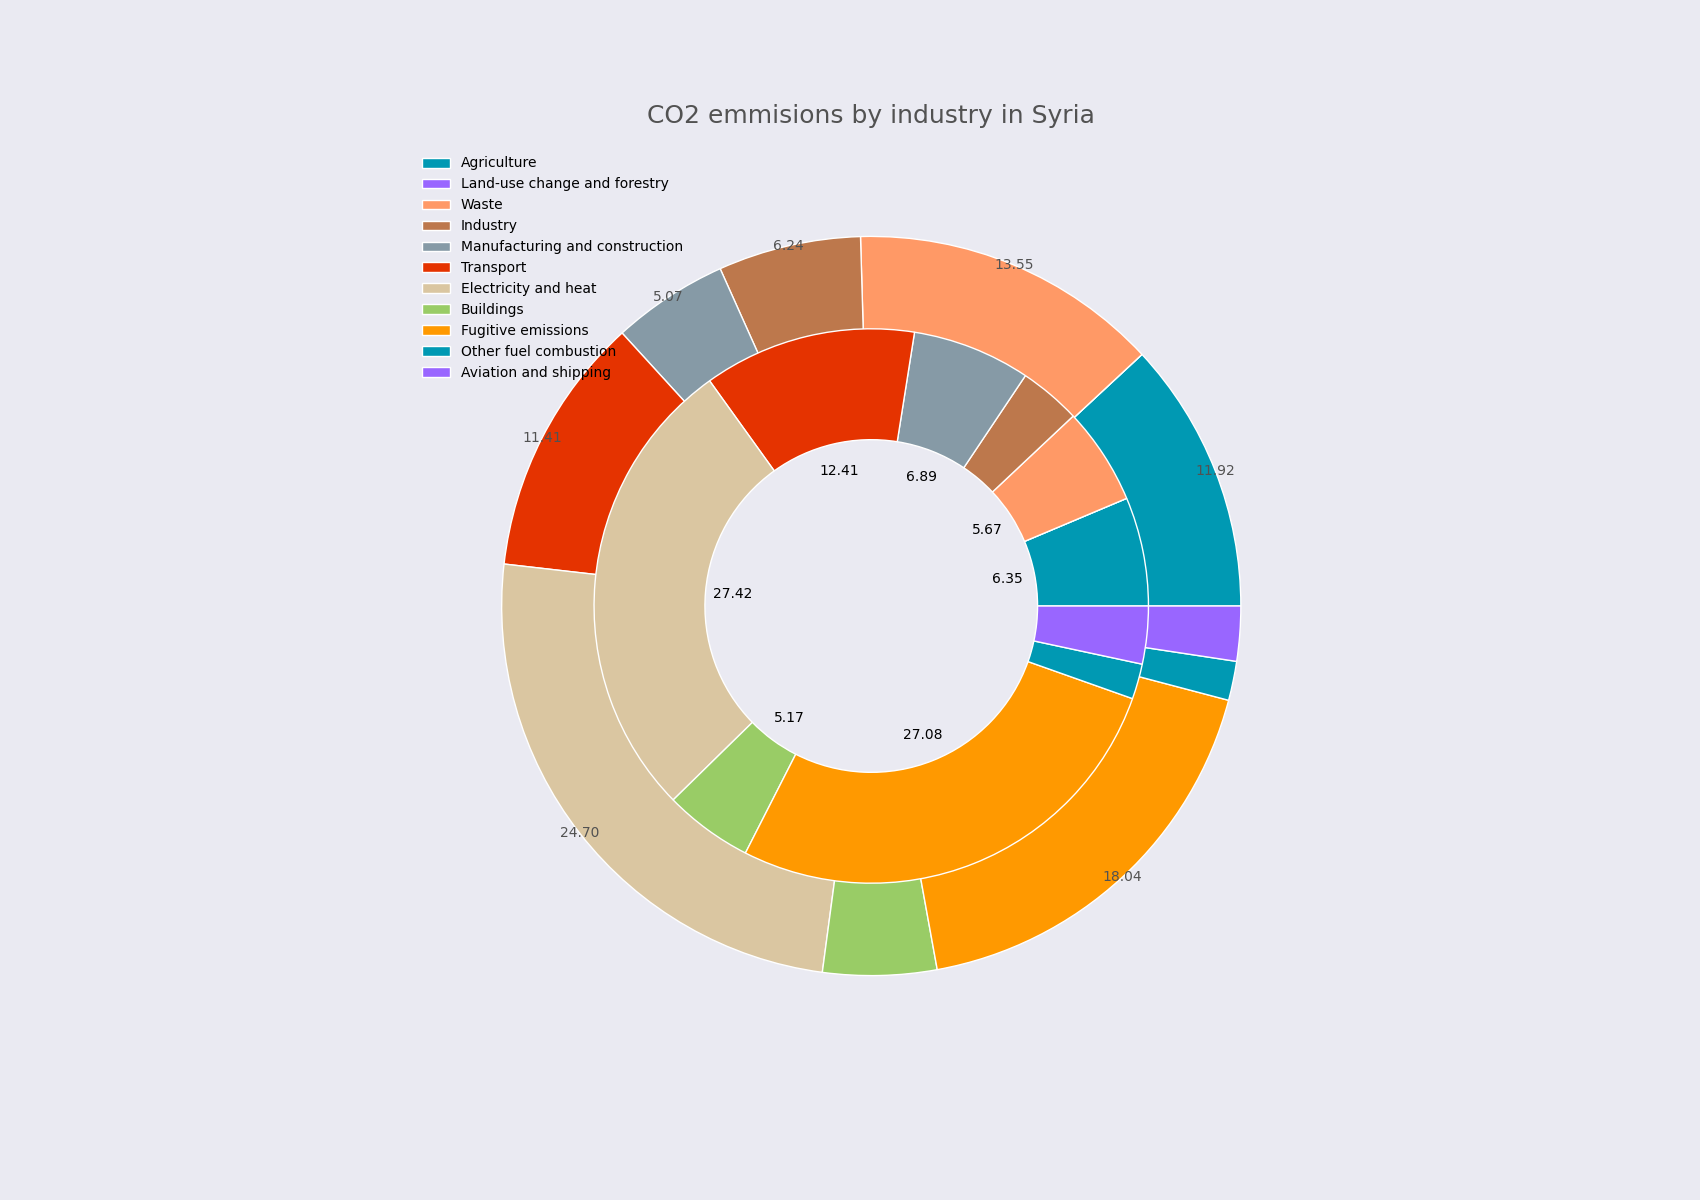 CO2 emmisions by industry in Syria
Agriculture
Land-use change and forestry
Waste
Industry
Manufacturing and construction
Transport
Electricity and heat
Buildings
Fugitive emissions
Other fuel combustion
Aviation and shipping
6.24
13.55
5.07
11.41
11.92
12.41
6.89
5.67
6.35
27.42
5.17
27.08
24.70
18.04